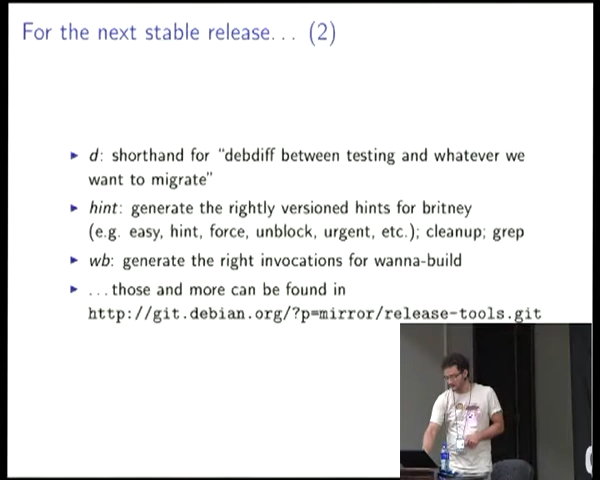 For the next stable release... (2)
d: shorthand for "debdiff between testing and whatever we
want to migrate"
hint: generate the rightly versioned hints for britney
(e.g. easy, hint, force, unblock, urgent, etc.); cleanup; grep
wb: generate the right invocations for wanna-build
...those and more can be found in
http://git.debian.org/?p=mirror/release-tools.git